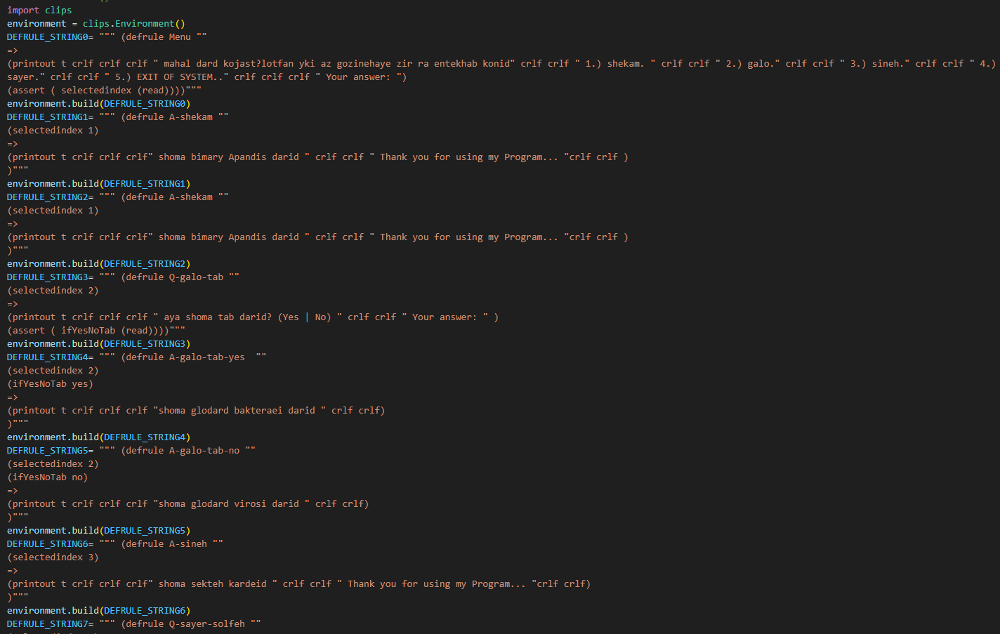 import clips
environment = clips.Environment()
DEFRULE_STRING0= """ (defrule Menu ""
=>
(printout t crlf crlf crlf " mahal dard kojast?lotfan yki az gozinehaye zir ra entekhab konid" crlf crlf " 1.) shekam. " crlf crlf " 2.) galo." crlf crlf " 3.) sineh." crlf crlf " 4.)
sayer." crlf crlf " 5.) EXIT OF SYSTEM.." crlf crlf crlf " Your answer: ")
(assert ( selectedindex (read))))"""
environment.build(DEFRULE_STRING0)
DEFRULE_STRING1= """ (defrule A-shekam ""
(selectedindex 1)
=>
(printout t crlf crlf crlf" shoma bimary Apandis darid " crlf crlf " Thank you for using my Program... "crlf crlf )
)"""
environment.build(DEFRULE_STRING1)
DEFRULE_STRING2= """ (defrule A-shekam ""
(selectedindex 1)
=>
(printout t crlf crlf crlf" shoma bimary Apandis darid " crlf crlf " Thank you for using my Program... "crlf crlf )
)"""
environment.build(DEFRULE_STRING2)
DEFRULE_STRING3= """ (defrule Q-galo-tab ""
(selectedindex 2)
=>
(printout t crlf crlf crlf " aya shoma tab darid? (Yes | No) " crlf crlf " Your answer: " )
(assert ( ifYesNoTab (read))))"""
environment.build(DEFRULE_STRING3)
DEFRULE_STRING4= """ (defrule A-galo-tab-yes  ""
(selectedindex 2)
(ifYesNoTab yes)
=>
(printout t crlf crlf crlf "shoma glodard bakteraei darid " crlf crlf)
)"""
environment.build(DEFRULE_STRING4)
DEFRULE_STRING5= """ (defrule A-galo-tab-no ""
(selectedindex 2)
(ifYesNoTab no)
=>
(printout t crlf crlf crlf "shoma glodard virosi darid " crlf crlf)
)"""
environment.build(DEFRULE_STRING5)
DEFRULE_STRING6= """ (defrule A-sineh ""
(selectedindex 3)
=>
(printout t crlf crlf crlf" shoma sekteh kardeid " crlf crlf " Thank you for using my Program... "crlf crlf)
)"""
environment.build(DEFRULE_STRING6)
DEFRULE_STRING7= """ (defrule Q-sayer-solfeh ""